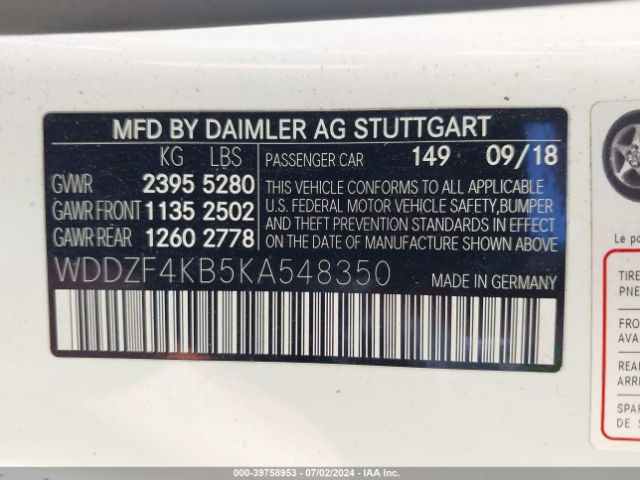 MFD BY DAIMLER AG STUTTGART
KG LBS
PASSENGER CAR 149 09/18
GVWR 2395 5280
GAWR FRONT 1135 2502
GAWR REAR 1260 2778
THIS VEHICLE CONFORMS TO ALL APPLICABLE
U.S. FEDERAL MOTOR VEHICLE SAFETY,BUMPER
AND THEFT PREVENTION STANDARDS IN EFFECT
ON THE DATE OF MANUFACTURE SHOWN ABOVE
WDDZF4KB5KA548350
MADE IN GERMANY
Le po
TIRE
PNE
FRO
AVA
REA
ARRI
SPAR
DE S
000-39758953 - 07/02/2024 - IAA Inc.